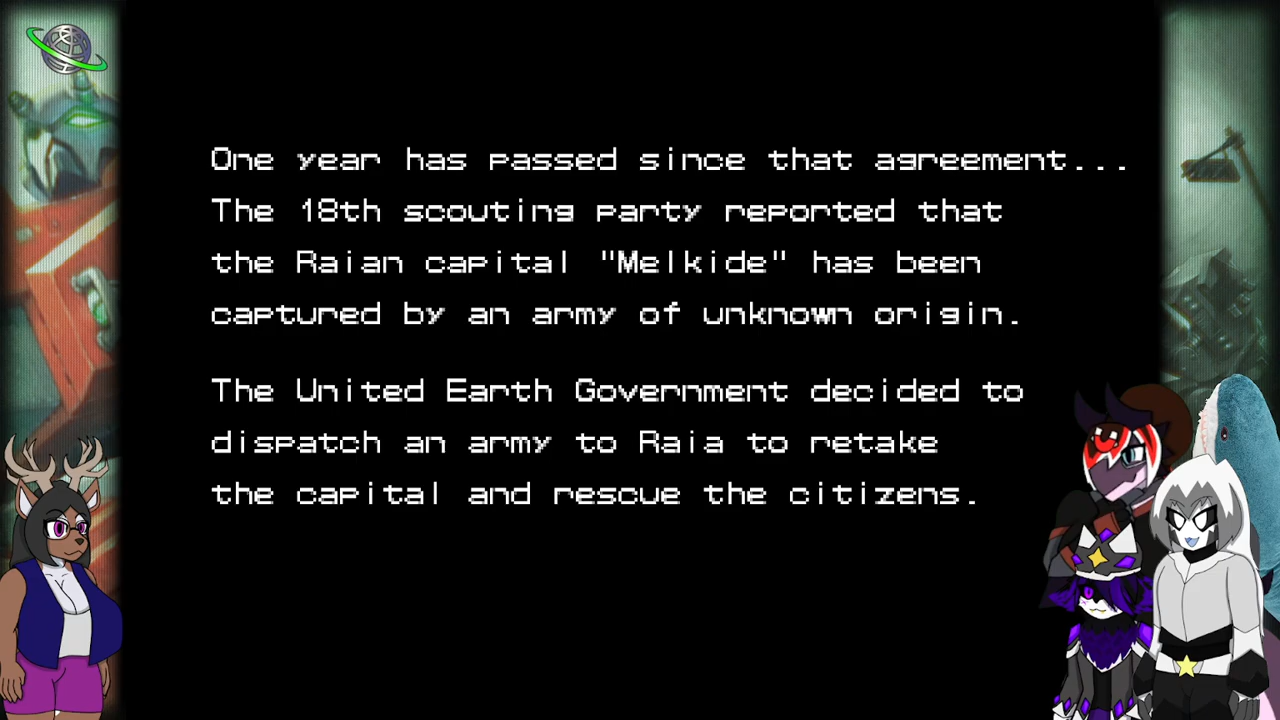 One year has passed since that agreement...
The 18th scouting party reported that
the Raian capital "Melkide" has been
captured by an army of unknown origin.
The United Earth Government decided to
dispatch an army to Raia to retake
the capital and rescue the citizens.